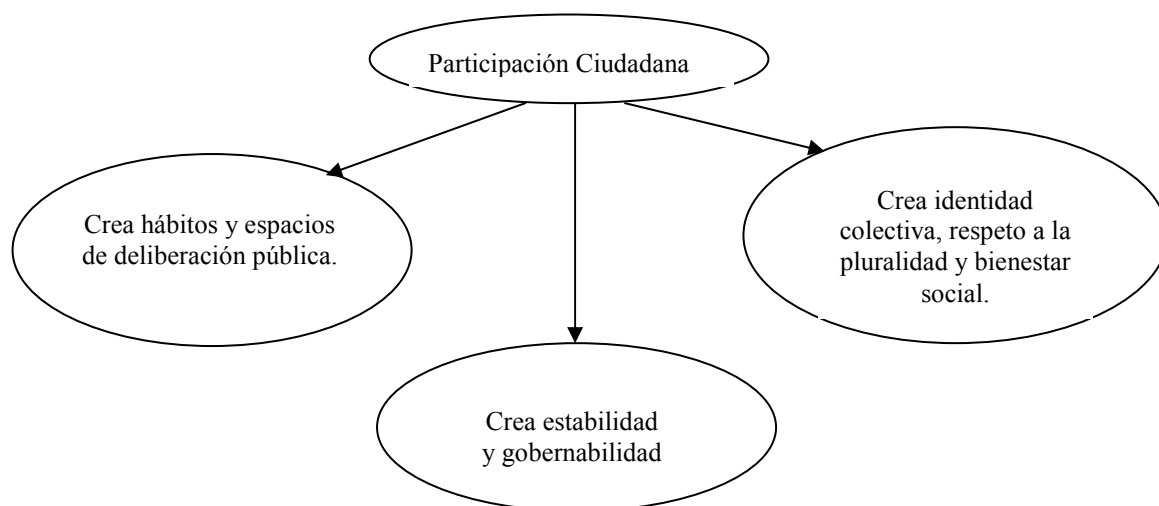 Participación Ciudadana
Crea hábitos y espacios
de deliberación pública.
Crea identidad
colectiva, respeto a la
pluralidad y bienestar
social.
Crea estabilidad
y gobernabilidad